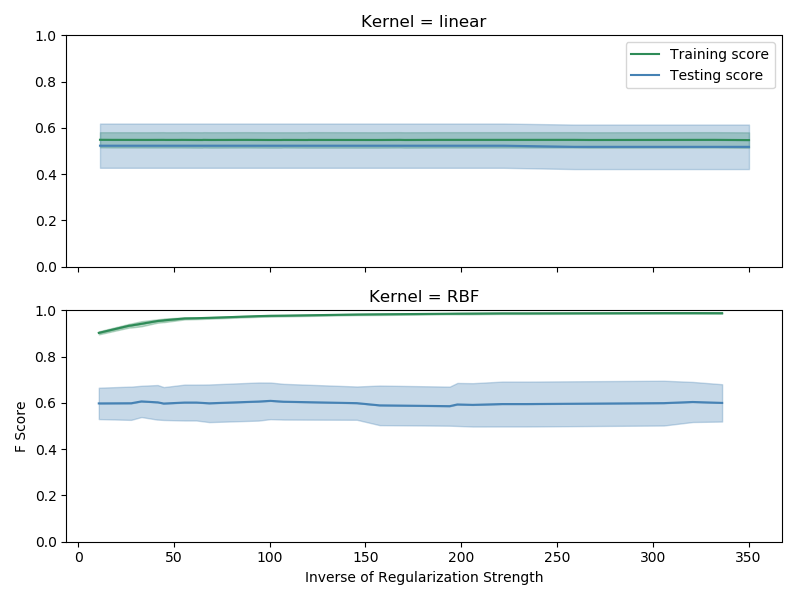 Kernel = linear
1.0
0.8
0.6
0.4
0.2
0.0
Training score
Testing score
Kernel = RBF
1.0
0.8
0.6
0.4
0.2
0.0
F Score
0 50 100 150 200 250 300 350
Inverse of Regularization Strength